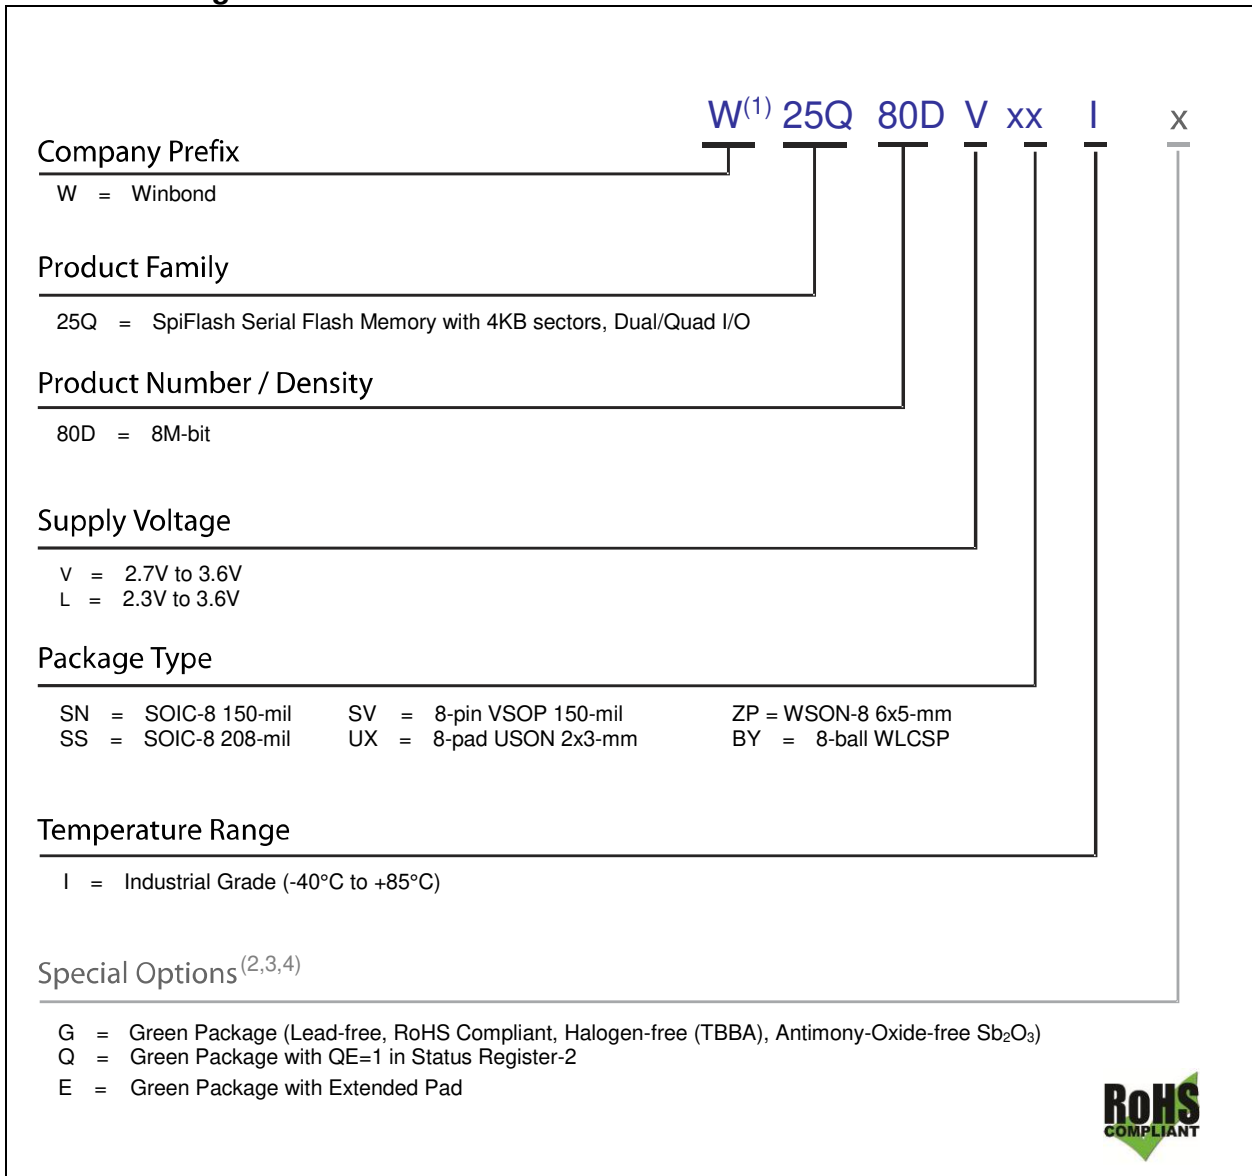 W(1) 25Q 80D V xx I x
Company Prefix
W = Winbond
Product Family
25Q = SpiFlash Serial Flash Memory with 4KB sectors, Dual/Quad I/O
Product Number / Density
80D = 8M-bit
Supply Voltage
V = 2.7V to 3.6V
L = 2.3V to 3.6V
Package Type
SN = SOIC-8 150-mil SV = 8-pin VSOP 150-mil ZP = WSON-8 6x5-mm
SS = SOIC-8 208-mil UX = 8-pad USON 2x3-mm BY = 8-ball WLCSP
Temperature Range
I = Industrial Grade (-40°C to +85°C)
Special Options(2,3,4)
G = Green Package (Lead-free, RoHS Compliant, Halogen-free (TBBA), Antimony-Oxide-free Sb2O3)
Q = Green Package with QE=1 in Status Register-2
E = Green Package with Extended Pad
RoHS
COMPLIANT